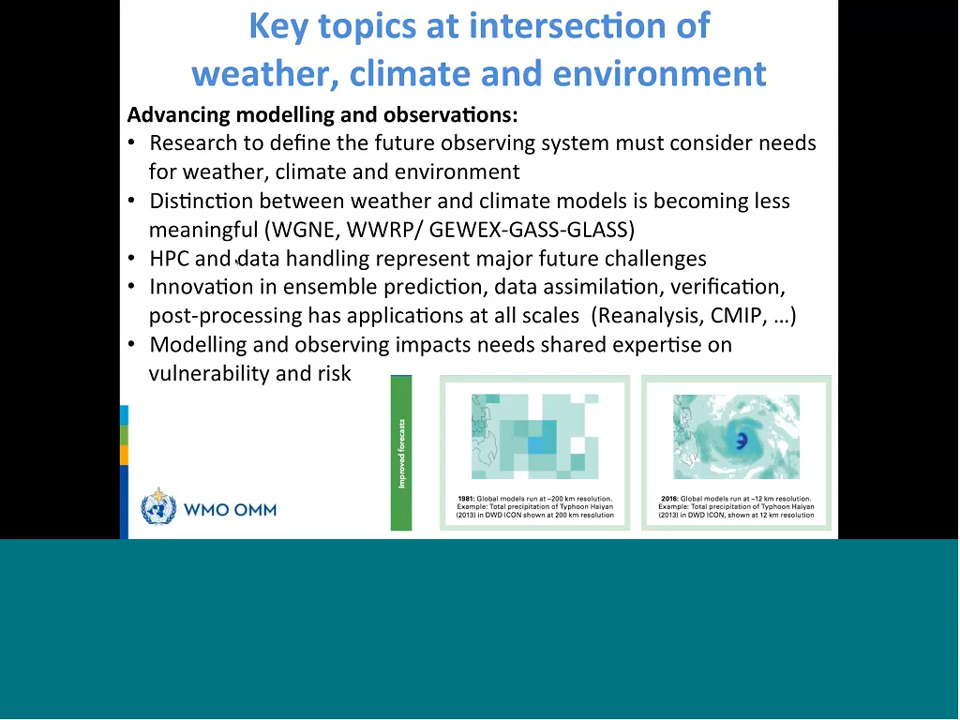 Key topics at intersection of
weather, climate and environment
Advancing modelling and observations:
• Research to define the future observing system must consider needs
for weather, climate and environment
• Distinction between weather and climate models is becoming less
meaningful (WGNE, WWRP/ GEWEX-GASS-GLASS)
• HPC and data handling represent major future challenges
• Innovation in ensemble prediction, data assimilation, verification,
post-processing has applications at all scales (Reanalysis, CMIP, ...)
• Modelling and observing impacts needs shared expertise on
vulnerability and risk
Improved forecasts
1981: Global models run at ~200 km resolution.
Example: Total precipitation of Typhoon Haiyan
(2013) in DWD ICON shown at 200 km resolution
2016: Global models run at ~12 km resolution.
Example: Total precipitation of Typhoon Haiyan
(2013) in DWD ICON, shown at 12 km resolution
WMO OMM